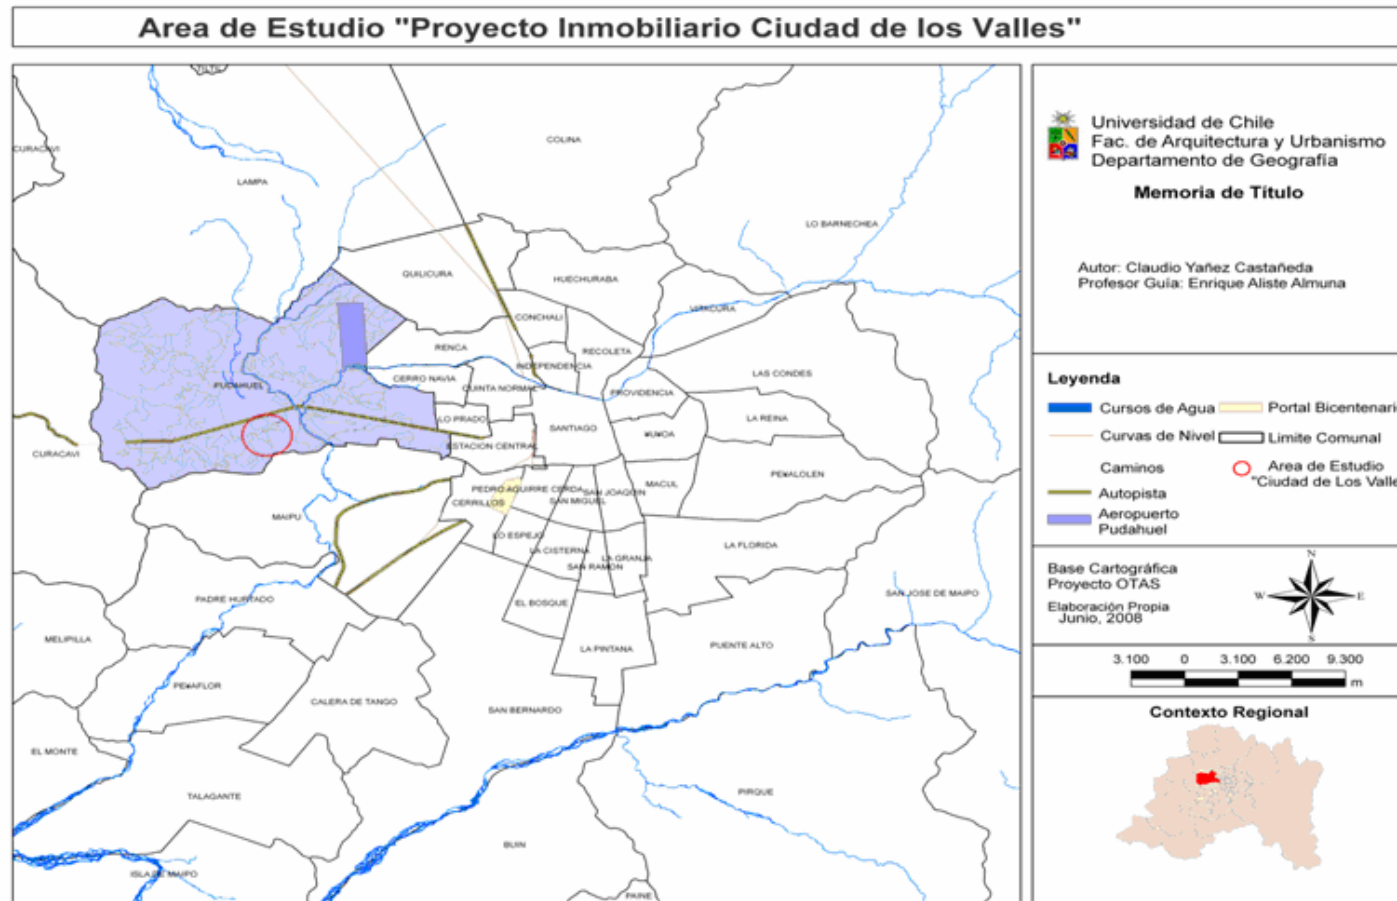 Area de Estudio "Proyecto Inmobiliario Ciudad de los Valles"
TILTIL
CURACAVI
COLINA
LAMPA
LO BARNECHEA
QUILICURA
HUECHURABA
VITACURA
CONCHALI
RENCA
RECOLETA
INDEPENDENCIA
LAS CONDES
CERRO NAVIA
PUDAHUEL
QUINTA NORMAL
PROVIDENCIA
LO PRADO
LA REINA
SANTIAGO
ÑUÑOA
ESTACION CENTRAL
CURACAVI
PEÑALOLEN
MACUL
PEDRO AGUIRRE CERDA
SAN JOAQUIN
CERRILLOS
SAN MIGUEL
MAIPU
LO ESPEJO
LA FLORIDA
LA CISTERNA
LA GRANJA
SAN RAMON
SAN JOSE DE MAIPO
PADRE HURTADO
EL BOSQUE
MELIPILLA
PUENTE ALTO
LA PINTANA
PEÑAFLOR
CALERA DE TANGO
SAN BERNARDO
EL MONTE
PIRQUE
TALAGANTE
BUIN
ISLA DE MAIPO
PAINE
Universidad de Chile
Fac. de Arquitectura y Urbanismo
Departamento de Geografía
Memoria de Título
Autor: Claudio Yañez Castañeda
Profesor Guía: Enrique Aliste Almuna
Leyenda
Cursos de Agua
Portal Bicentenari
Curvas de Nivel
Limite Comunal
Caminos
Area de Estudio
"Ciudad de Los Valle
Autopista
Aeropuerto
Pudahuel
Base Cartográfica
Proyecto OTAS
Elaboración Propia
Junio, 2008
N
W E
S
3.100 0 3.100 6.200 9.300
m
Contexto Regional